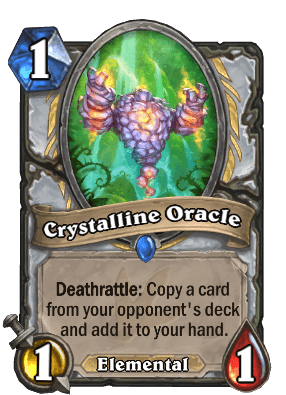 1
Crystalline Oracle
Deathrattle: Copy a card
from your opponent's deck
and add it to your hand.
1 Elemental 1